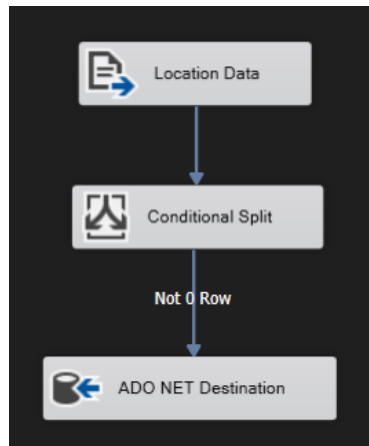 Location Data
Conditional Split
Not 0 Row
ADO NET Destination